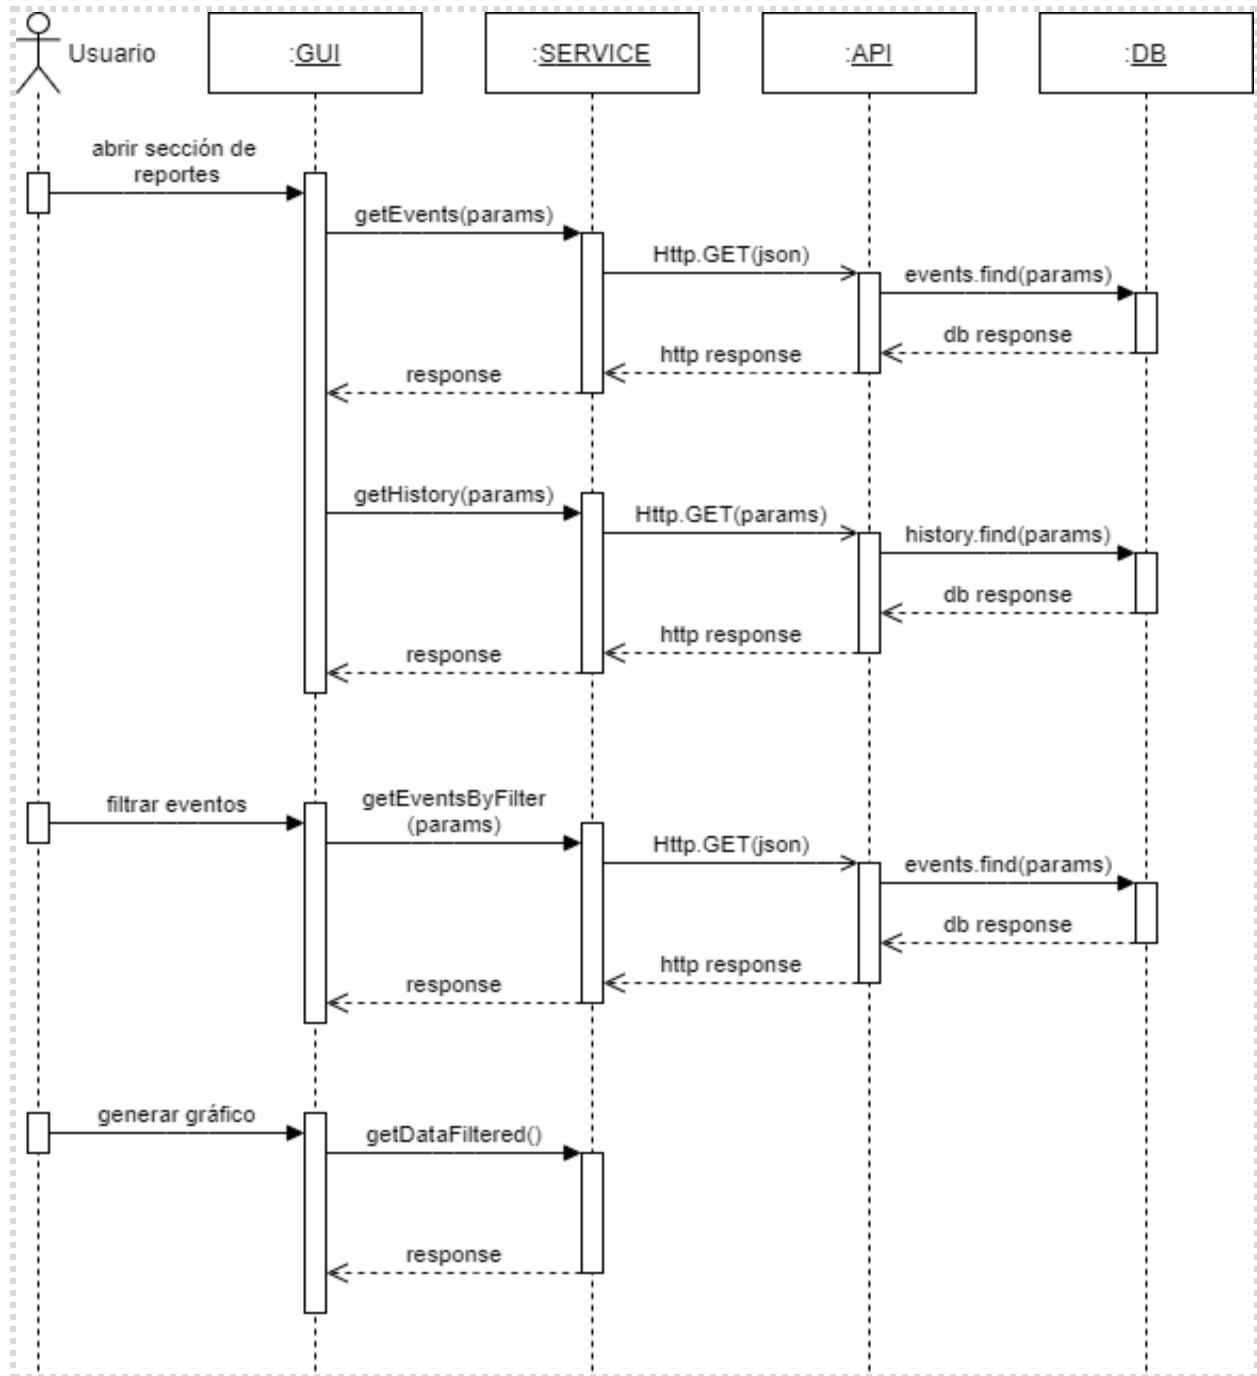 Usuario
:GUI
:SERVICE
:API
:DB
abrir sección de
reportes
getEvents(params)
Http.GET(json)
events.find(params)
db response
http response
response
getHistory(params)
Http.GET(params)
history.find(params)
db response
http response
response
filtrar eventos
getEventsByFilter
(params)
Http.GET(json)
events.find(params)
db response
http response
response
generar gráfico
getDataFiltered()
response